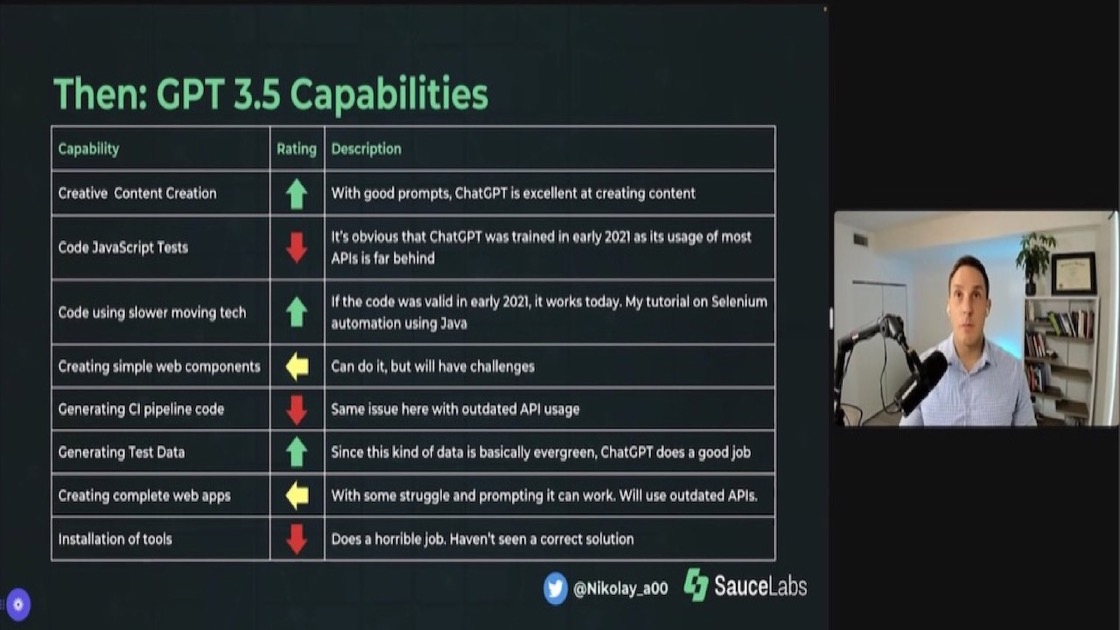 Then: GPT 3.5 Capabilities
Capability Rating Description
Creative Content Creation With good prompts, ChatGPT is excellent at creating content
Code JavaScript Tests It's obvious that ChatGPT was trained in early 2021 as its usage of most
APIs is far behind
Code using slower moving tech If the code was valid in early 2021, it works today. My tutorial on Selenium
automation using Java
Creating simple web components Can do it, but will have challenges
Generating CI pipeline code Same issue here with outdated API usage
Generating Test Data Since this kind of data is basically evergreen, ChatGPT does a good job
Creating complete web apps With some struggle and prompting it can work. Will use outdated APIs.
Installation of tools Does a horrible job. Haven't seen a correct solution
@Nikolay_a00 SauceLabs